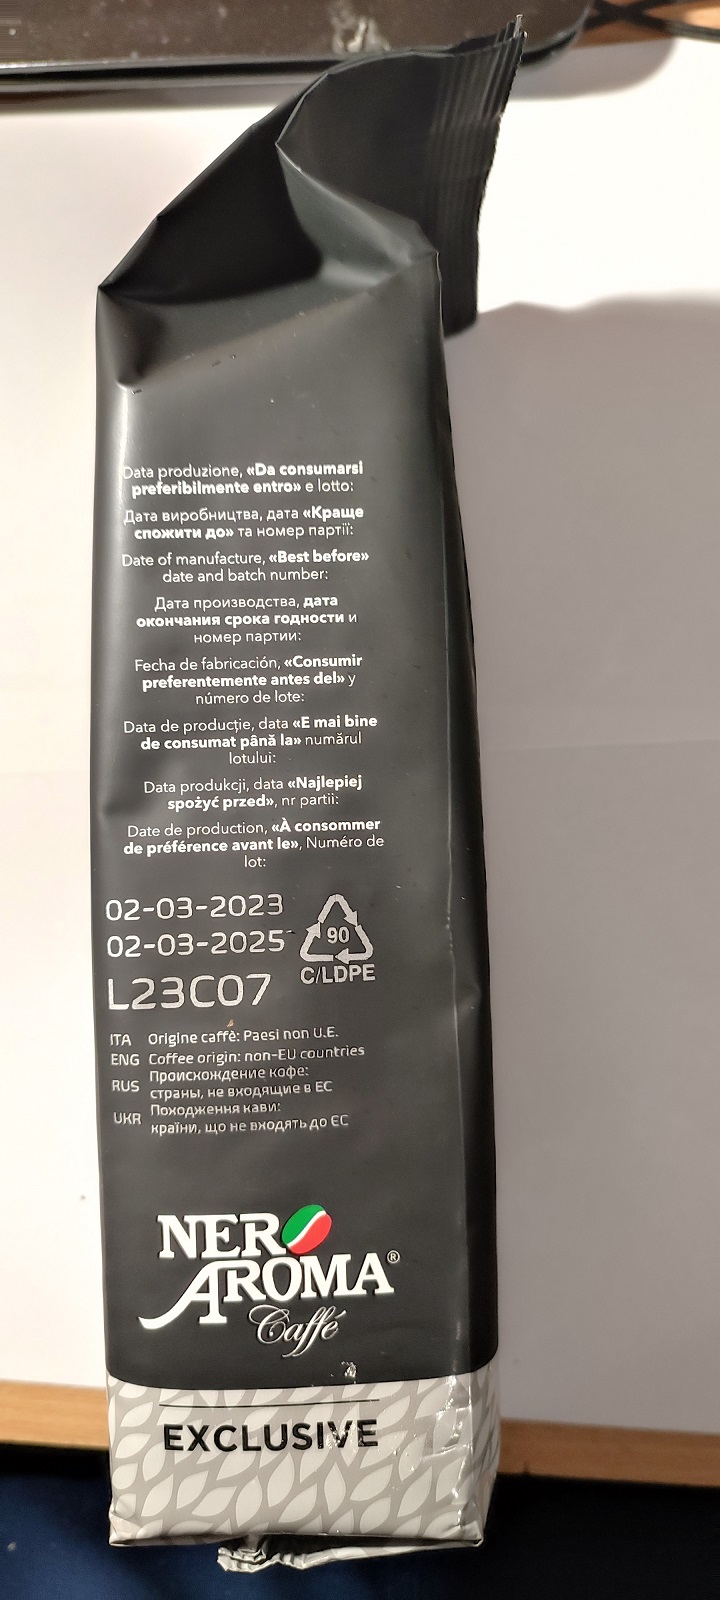 Data produzione, «Da consumarsi
preferibilmente entro» e lotto:
Дата виробництва, дата «Краще
спожити до» та номер партії:
Date of manufacture, «Best before»
date and batch number:
Дата производства, дата
окончания срока годности и
номер партии:
Fecha de fabricación, «Consumir
preferentemente antes del» y
número de lote:
Data de producție, data «E mai bine
de consumat până la» numărul
lotului:
Data produkcji, data «Najlepiej
spożyć przed», nr partii:
Date de production, «À consommer
de préférence avant le», Numéro de
lot:
02-03-2023
02-03-2025
L23C07
90
C/LDPE
ITA Origine caffè: Paesi non U.E.
ENG Coffee origin: non-EU countries
RUS Происхождение кофе:
страны, не входящие в ЕС
UKR Походження кави:
країни, що не входять до ЄС
NERO
AROMA®
Caffé
EXCLUSIVE